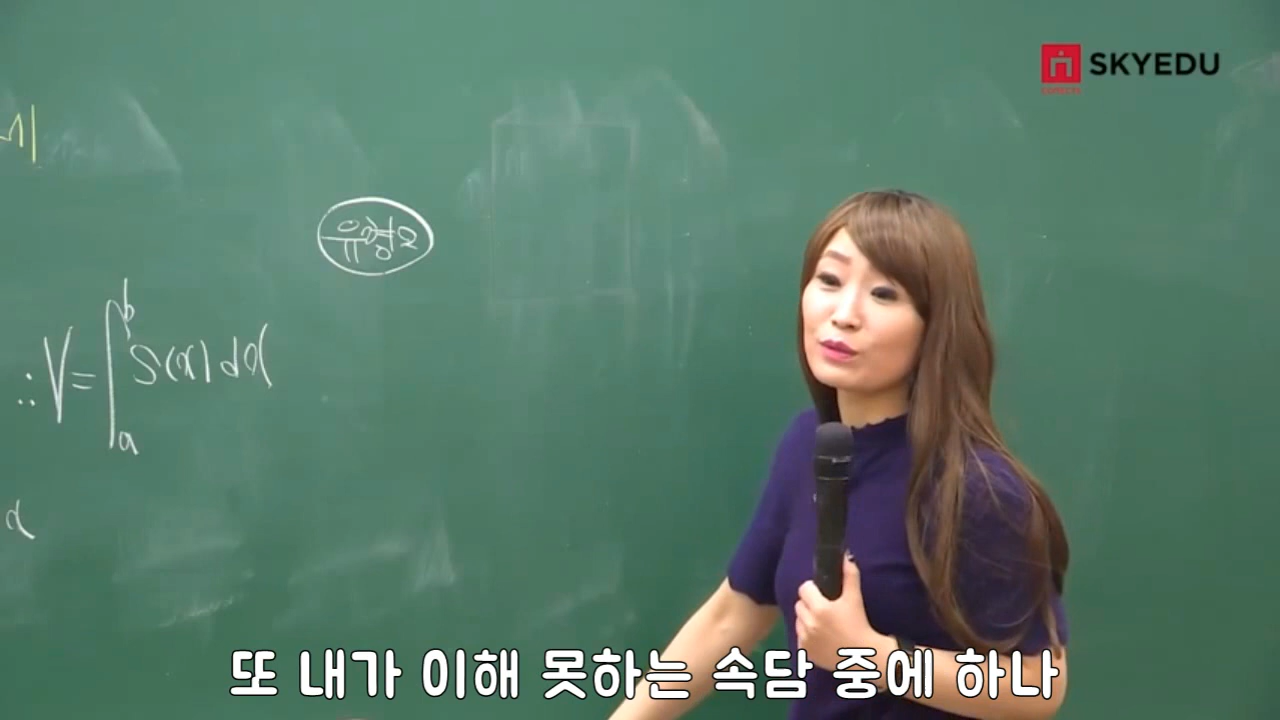 SKYEDU
유형2
∴V=∫ₐᵇS(x)dx
또 내가 이해 못하는 속담 중에 하나